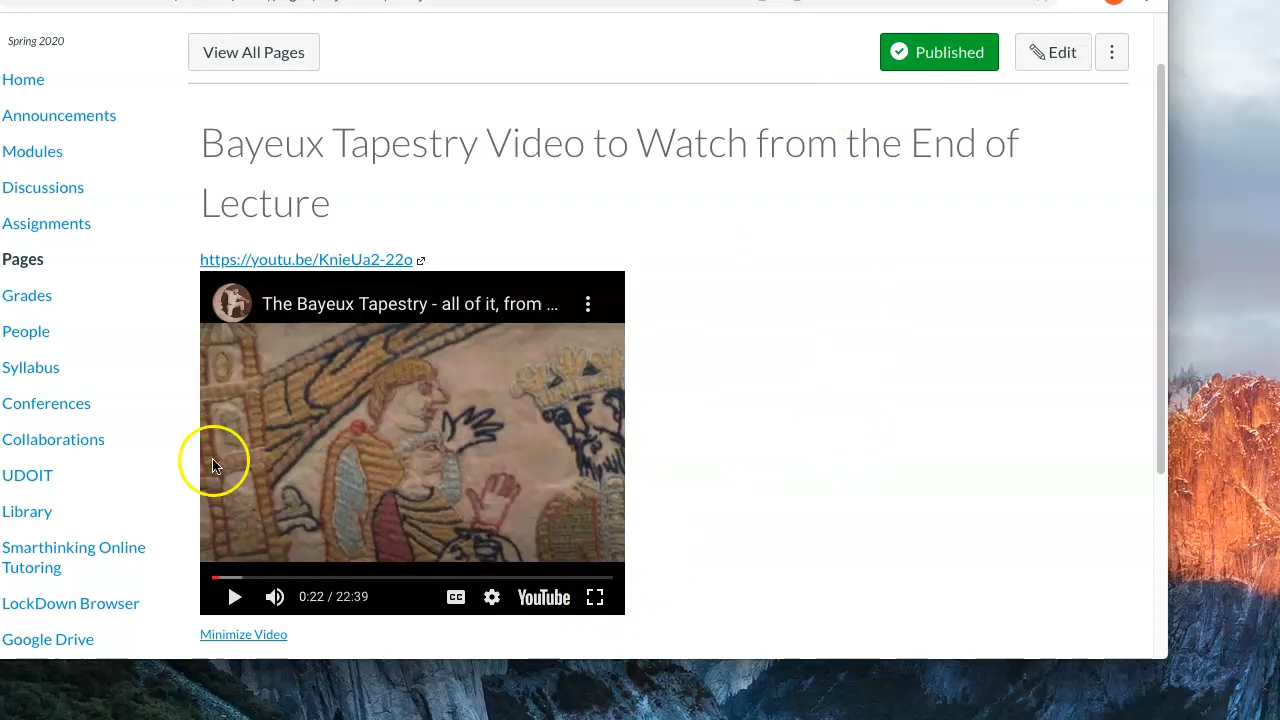 Spring 2020
Home
Announcements
Modules
Discussions
Assignments
Pages
Grades
People
Syllabus
Conferences
Collaborations
UDOIT
Library
Smarthinking Online
Tutoring
LockDown Browser
Google Drive
View All Pages
Published
Edit
Bayeux Tapestry Video to Watch from the End of
Lecture
https://youtu.be/KnieUa2-22o
The Bayeux Tapestry - all of it, from ...
0:22 / 22:39
CC
YouTube
Minimize Video